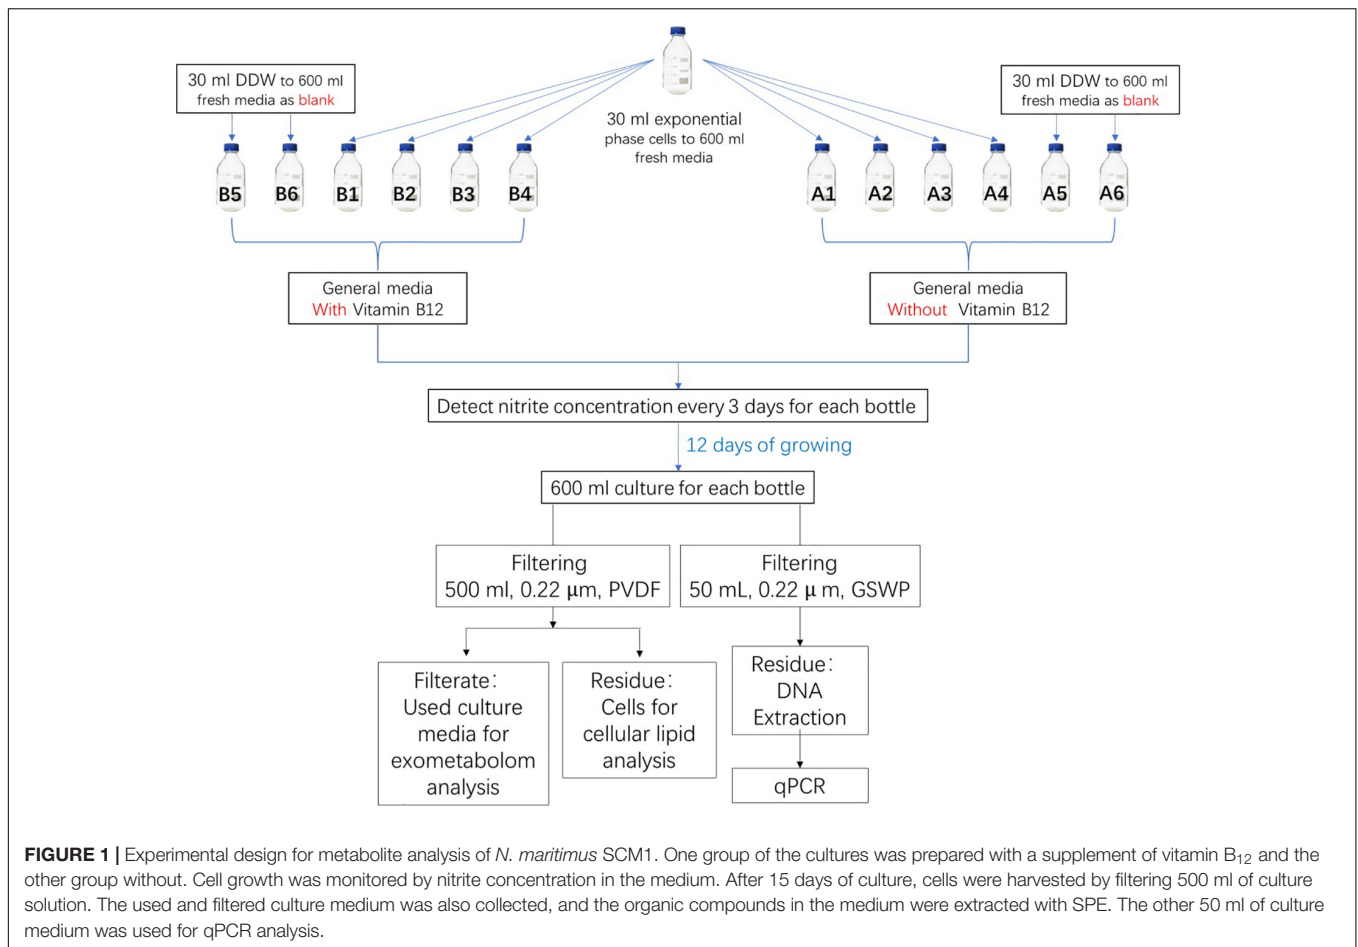 30 ml DDW to 600 ml
fresh media as blank
30 ml exponential
phase cells to 600 ml
fresh media
30 ml DDW to 600 ml
fresh media as blank
B5
B6
B1
B2
B3
B4
A1
A2
A3
A4
A5
A6
General media
With Vitamin B12
General media
Without Vitamin B12
Detect nitrite concentration every 3 days for each bottle
12 days of growing
600 ml culture for each bottle
Filtering
500 ml, 0.22 μm, PVDF
Filtering
50 mL, 0.22 μ m, GSWP
Filterate:
Used culture
media for
exometabolom
analysis
Residue:
Cells for
cellular lipid
analysis
Residue:
DNA
Extraction
qPCR
FIGURE 1 | Experimental design for metabolite analysis of N. maritimus SCM1. One group of the cultures was prepared with a supplement of vitamin B12 and the
other group without. Cell growth was monitored by nitrite concentration in the medium. After 15 days of culture, cells were harvested by filtering 500 ml of culture
solution. The used and filtered culture medium was also collected, and the organic compounds in the medium were extracted with SPE. The other 50 ml of culture
medium was used for qPCR analysis.